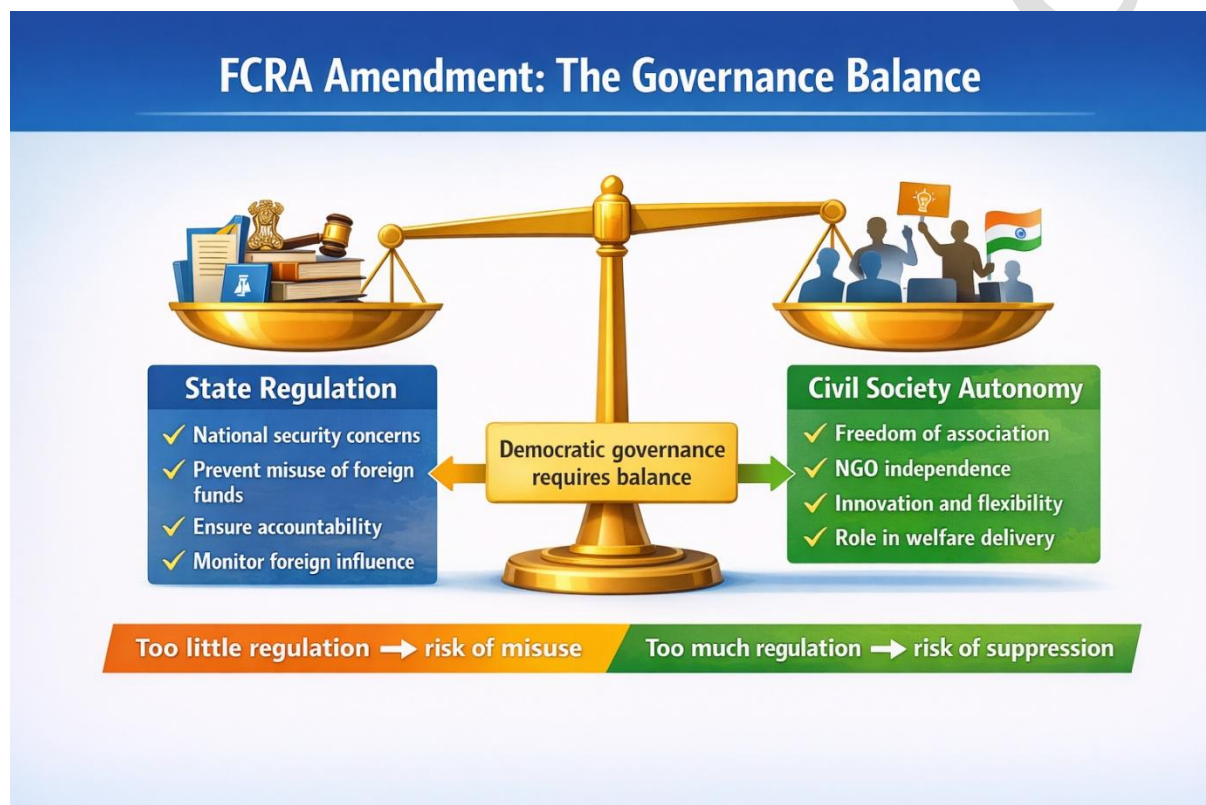 FCRA Amendment: The Governance Balance
State Regulation
✓ National security concerns
✓ Prevent misuse of foreign
funds
✓ Ensure accountability
✓ Monitor foreign influence
Democratic governance
requires balance
Civil Society Autonomy
✓ Freedom of association
✓ NGO independence
✓ Innovation and flexibility
✓ Role in welfare delivery
Too little regulation → risk of misuse
Too much regulation → risk of suppression